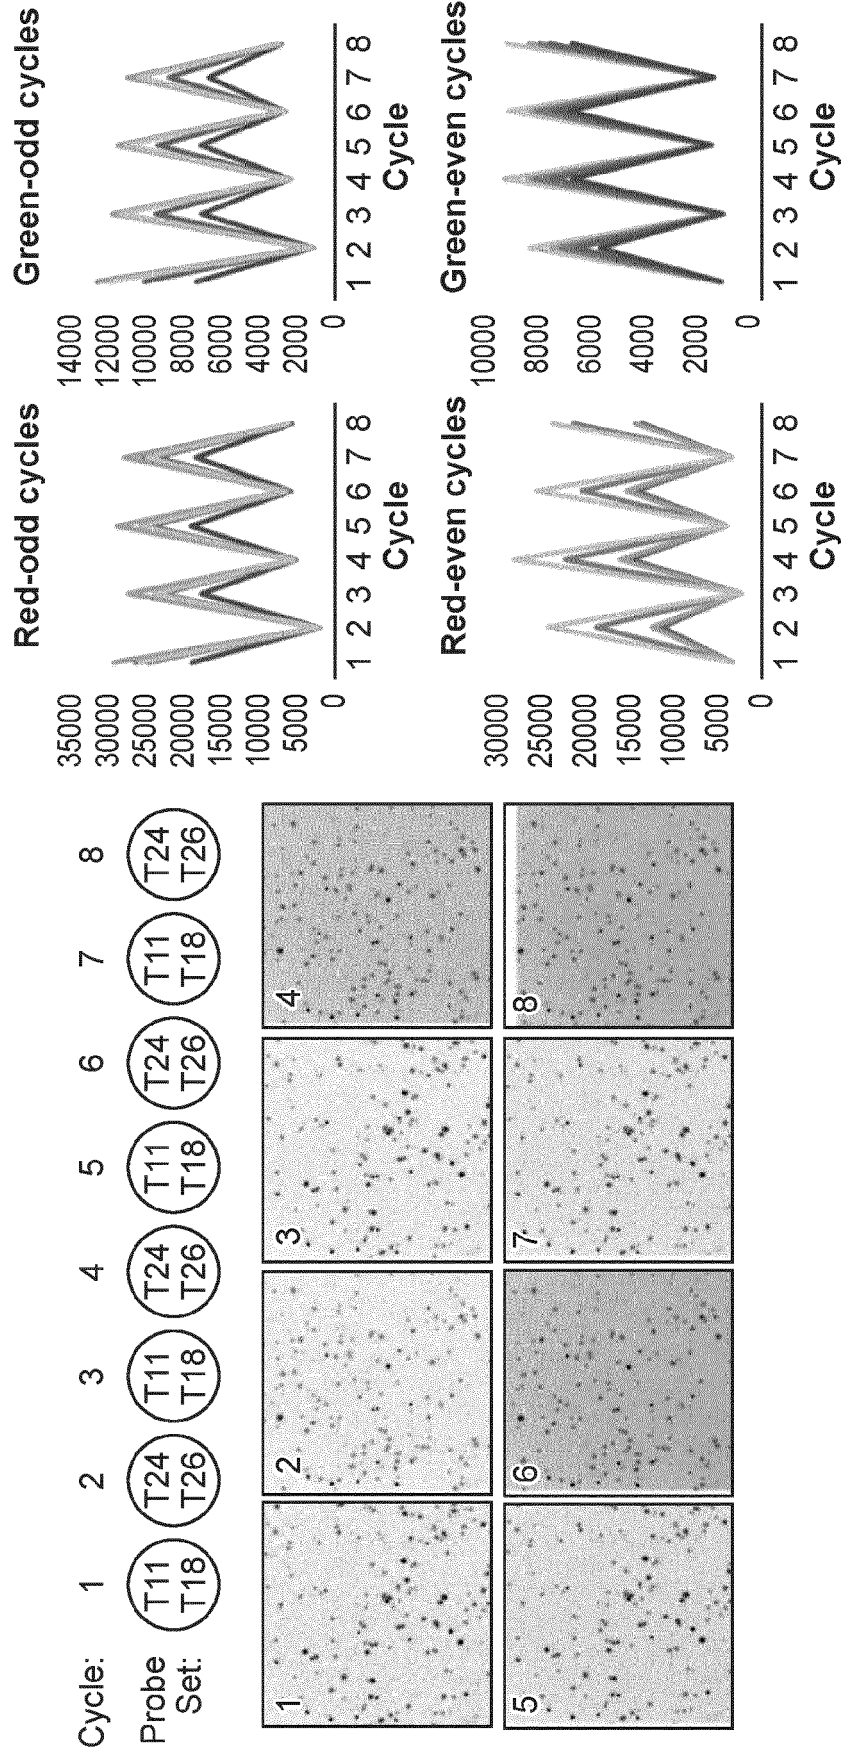 Cycle: 1 2 3 4 5 6 7 8
Probe Set: T11 T18 T24 T26 T11 T18 T24 T26 T11 T18 T24 T26 T11 T18 T24 T26
1 2 3 4
5 6 7 8
Red-odd cycles
35000
30000
25000
20000
15000
10000
5000
0
1 2 3 4 5 6 7 8
Cycle
Green-odd cycles
14000
12000
10000
8000
6000
4000
2000
0
1 2 3 4 5 6 7 8
Cycle
Red-even cycles
30000
25000
20000
15000
10000
5000
0
1 2 3 4 5 6 7 8
Cycle
Green-even cycles
10000
8000
6000
4000
2000
0
1 2 3 4 5 6 7 8
Cycle